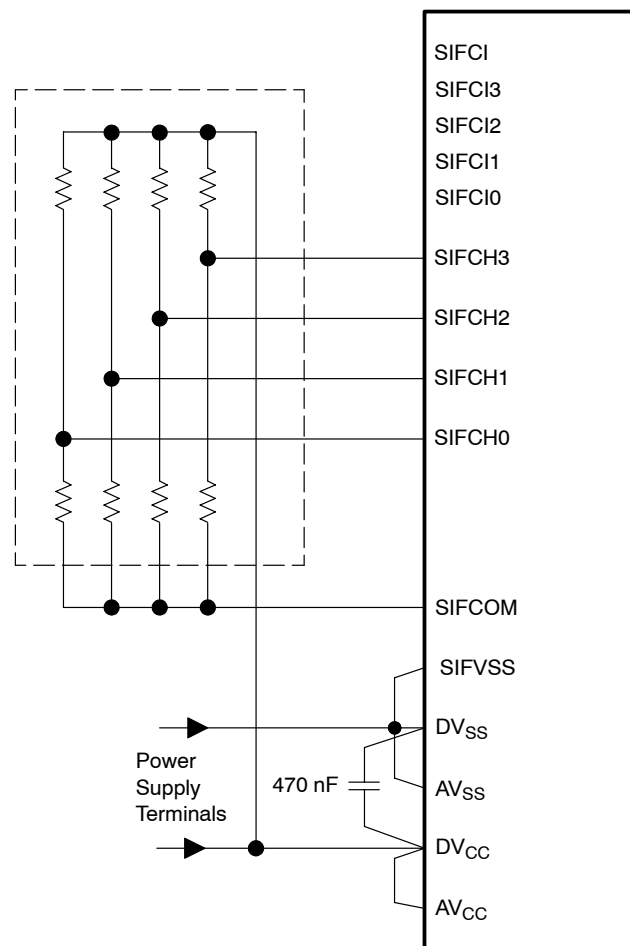 SIFCI
SIFCI3
SIFCI2
SIFCI1
SIFCI0
SIFCH3
SIFCH2
SIFCH1
SIFCH0
SIFCOM
SIFVSS
DVSS
Power
Supply
Terminals
470 nF
AVSS
DVCC
AVCC